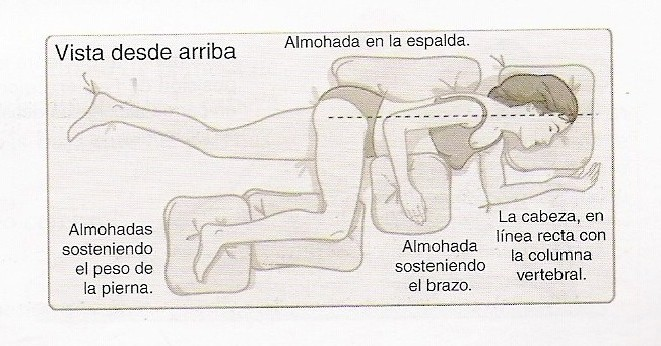 Vista desde arriba
Almohada en la espalda.
Almohadas
sosteniendo
el peso de
la pierna.
Almohada
sosteniendo
el brazo.
La cabeza, en
línea recta con
la columna
vertebral.